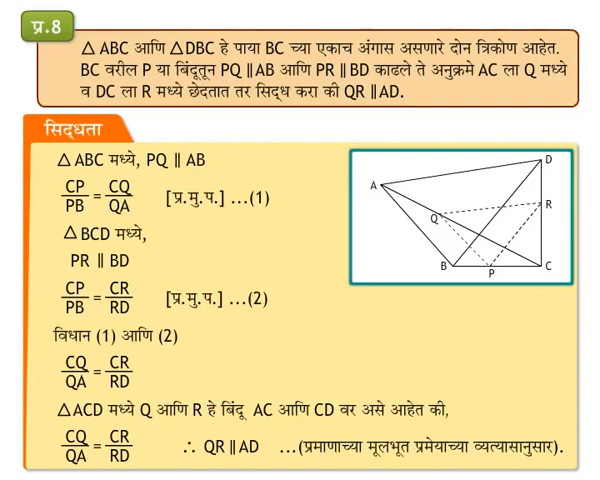 प्र.8
△ ABC आणि △DBC हे पाया BC च्या एकाच अंगास असणारे दोन त्रिकोण आहेत.
BC वरील P या बिंदूतून PQ ∥ AB आणि PR ∥ BD काढले ते अनुक्रमे AC ला Q मध्ये
व DC ला R मध्ये छेदतात तर सिद्ध करा की QR ∥ AD.
सिद्धता
△ ABC मध्ये, PQ ∥ AB
CP/PB = CQ/QA [प्र.मु.प.] ...(1)
△ BCD मध्ये,
PR ∥ BD
CP/PB = CR/RD [प्र.मु.प.] ...(2)
विधान (1) आणि (2)
CQ/QA = CR/RD
△ACD मध्ये Q आणि R हे बिंदू AC आणि CD वर असे आहेत की,
CQ/QA = CR/RD ∴ QR ∥ AD ...(प्रमाणाच्या मूलभूत प्रमेयाच्या व्यत्यासानुसार).
D
A
R
Q
B
P
C